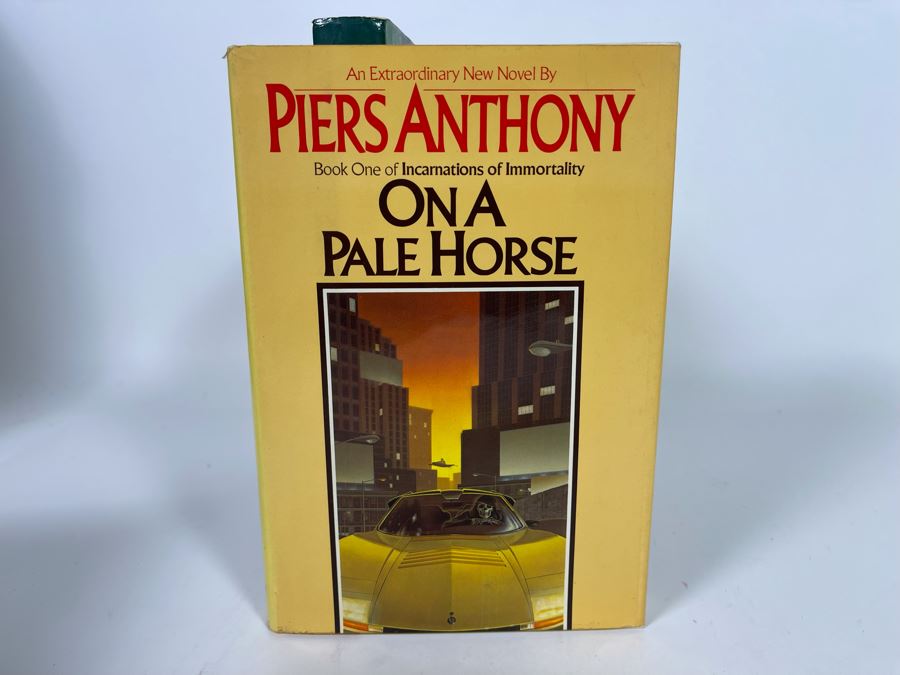 An Extraordinary New Novel By
PIERS ANTHONY
Book One of Incarnations of Immortality
ON A
PALE HORSE